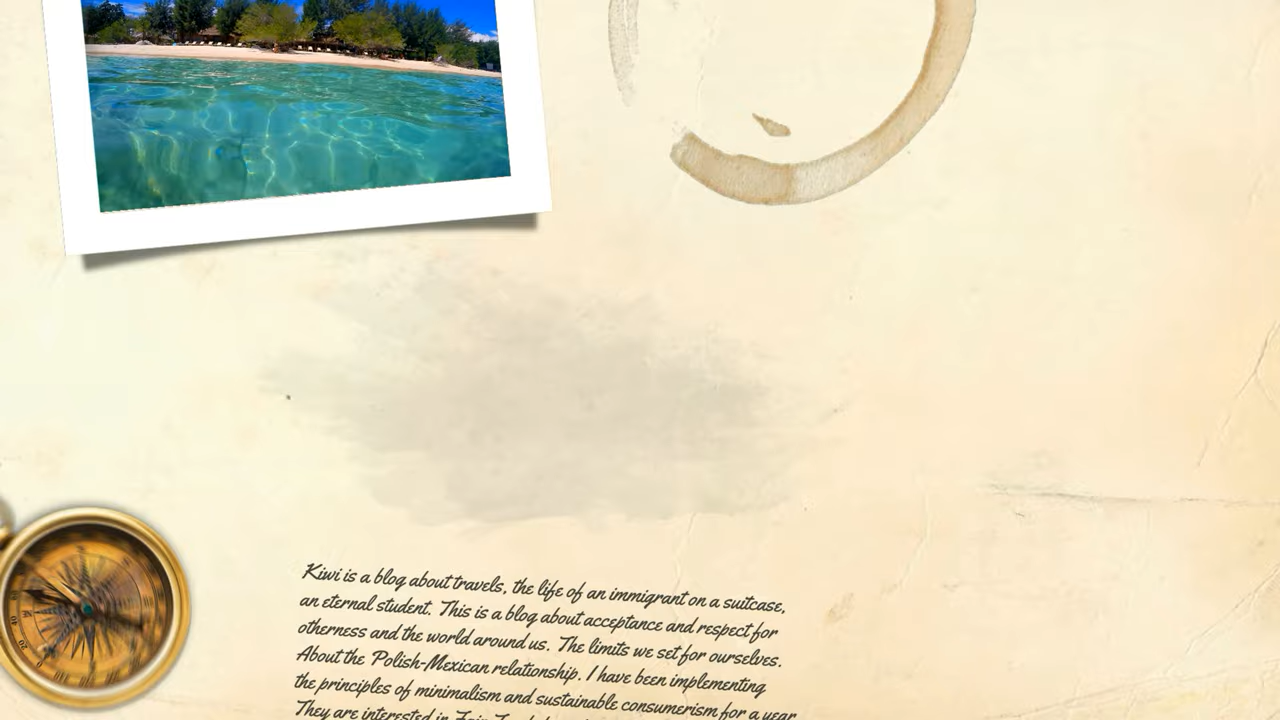 Kiwi is a blog about travels, the life of an immigrant on a suitcase,
an eternal student. This is a blog about acceptance and respect for
otherness and the world around us. The limits we set for ourselves.
About the Polish-Mexican relationship. I have been implementing
the principles of minimalism and sustainable consumerism for a year.
They are interested in Fair Trade